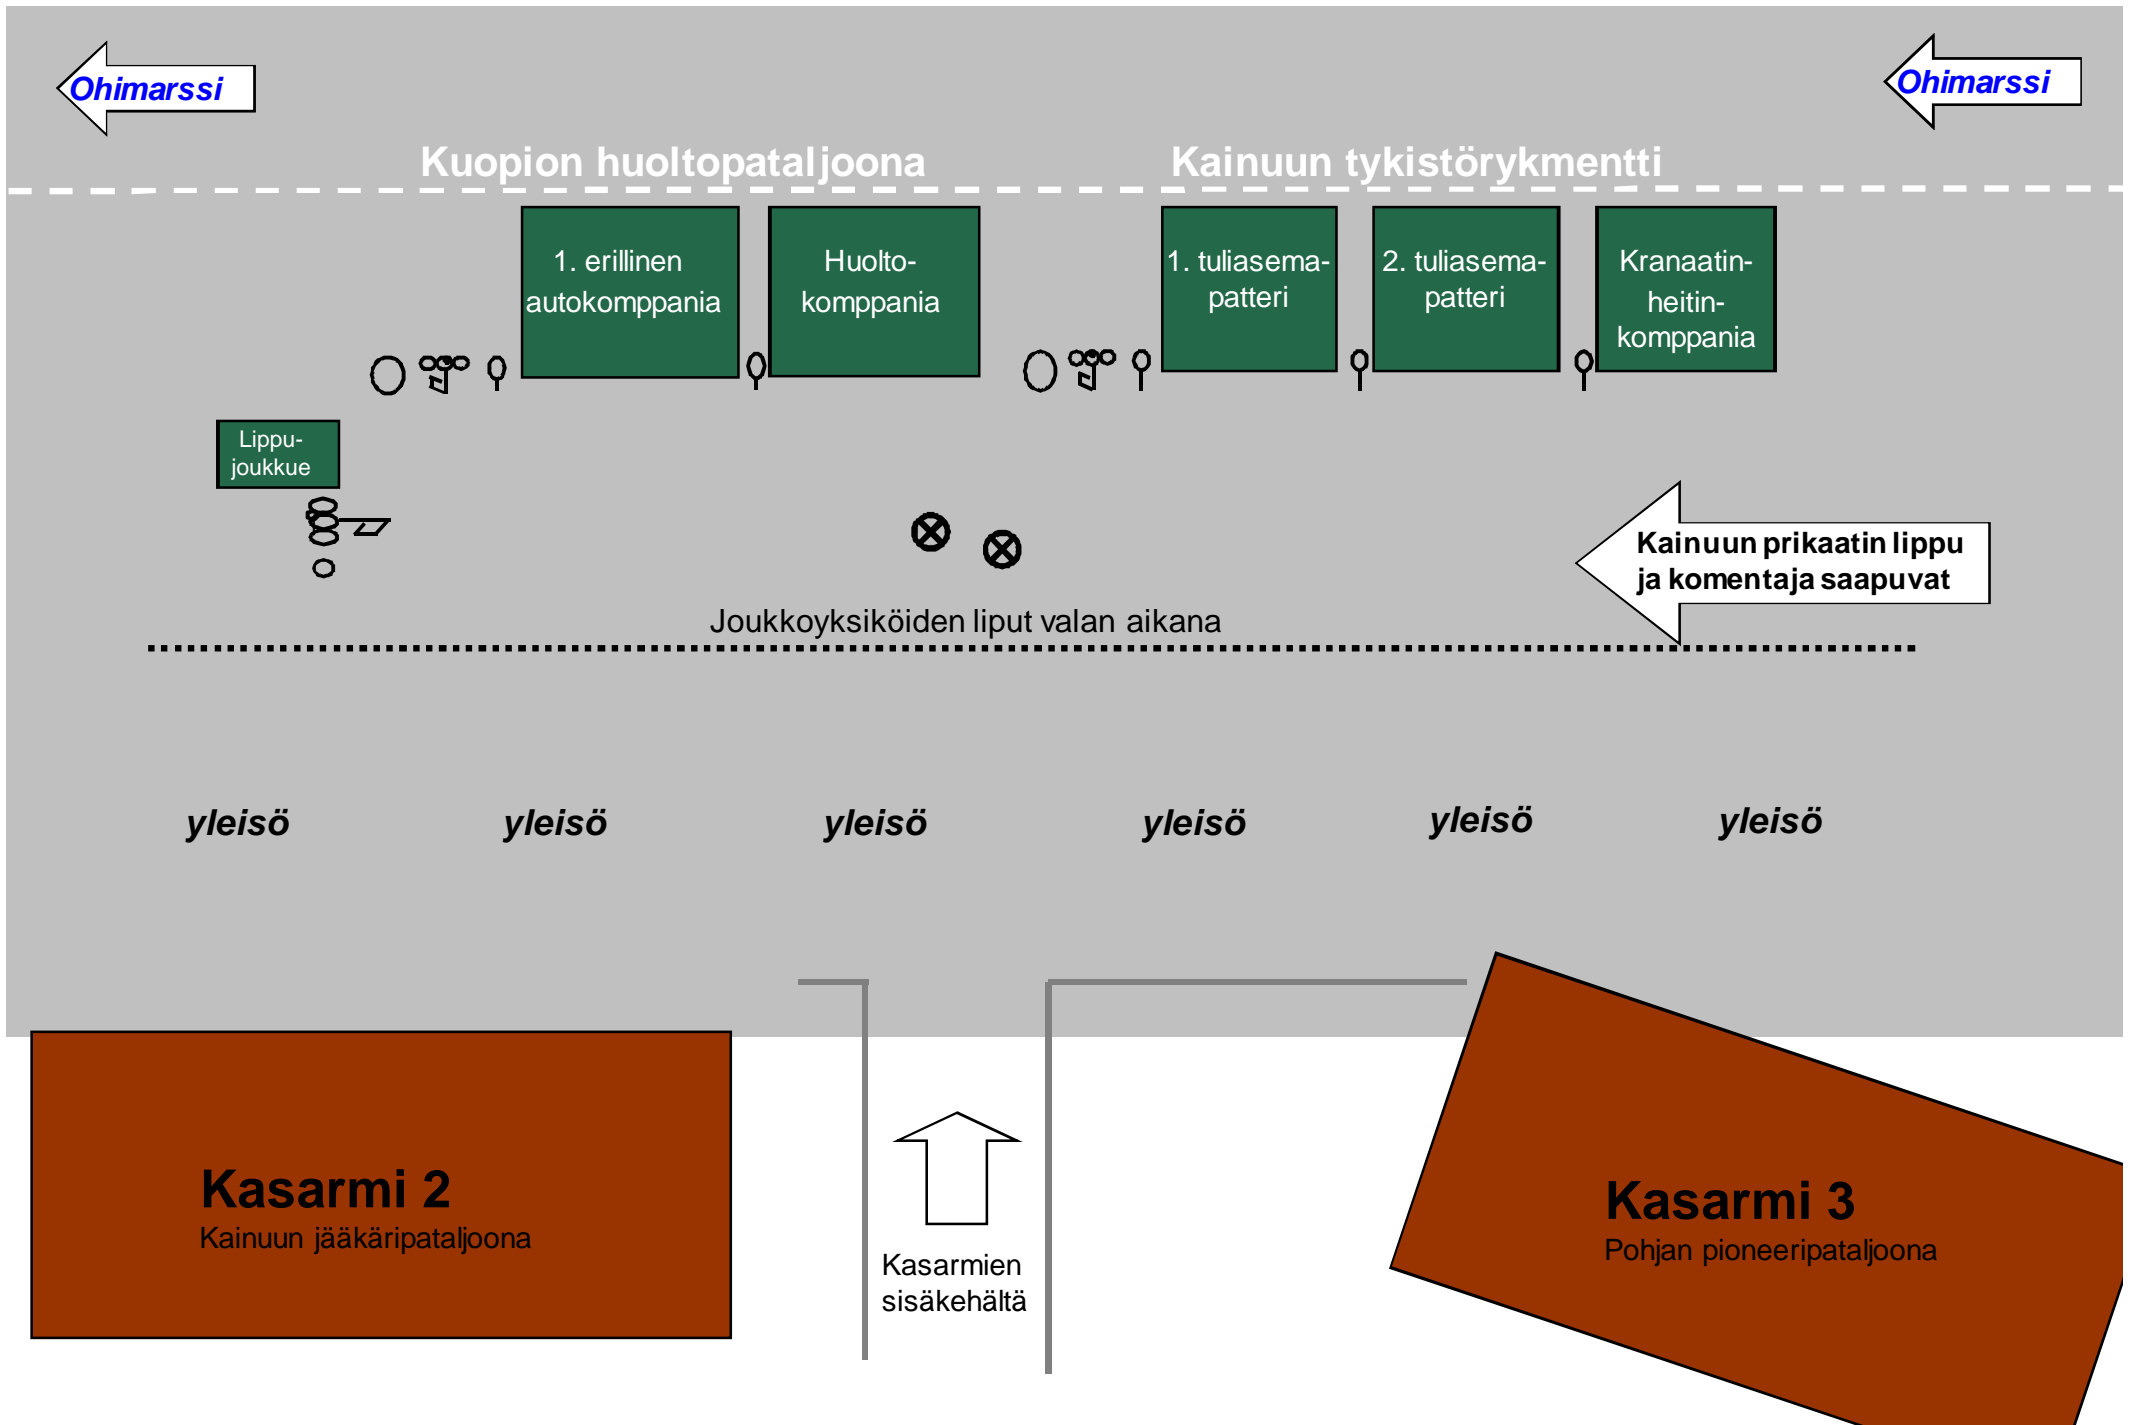 Ohimarssi
Ohimarssi
Kuopion huoltopataljoona
Kainuun tykistörykmentti
1. erillinen
autokomppania
Huolto-
komppania
1. tuliasema-
patteri
2. tuliasema-
patteri
Kranaatin-
heitin-
komppania
Lippu-
joukkue
Kainuun prikaatin lippu
ja komentaja saapuvat
Joukkoyksiköiden liput valan aikana
yleisö
yleisö
yleisö
yleisö
yleisö
yleisö
Kasarmi 2
Kainuun jääkäripataljoona
Kasarmien
sisäkehältä
Kasarmi 3
Pohjan pioneeripataljoona